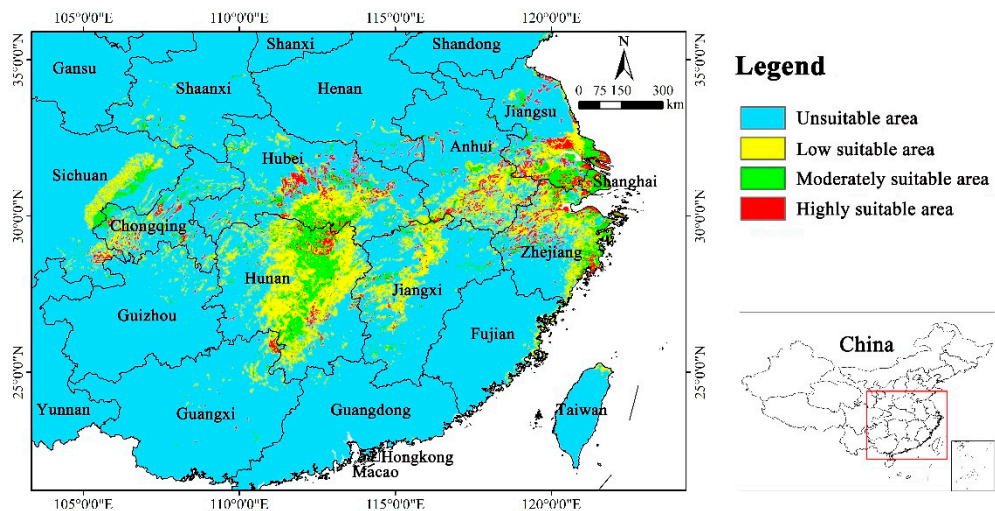 105°0'0"E 110°0'0"E 115°0'0"E 120°0'0"E
35°0'0"N
30°0'0"N
25°0'0"N
Shanxi
Shandong
Gansu
Shaanxi
Henan
N
0 75 150 300
km
Jiangsu
Anhui
Hubei
Sichuan
Shanghai
Chongqing
Zhejiang
Hunan
Jiangxi
Guizhou
Fujian
Yunnan
Guangxi
Guangdong
Taiwan
Hongkong
Macao
35°0'0"N
30°0'0"N
25°0'0"N
105°0'0"E 110°0'0"E 115°0'0"E 120°0'0"E
Legend
Unsuitable area
Low suitable area
Moderately suitable area
Highly suitable area
China